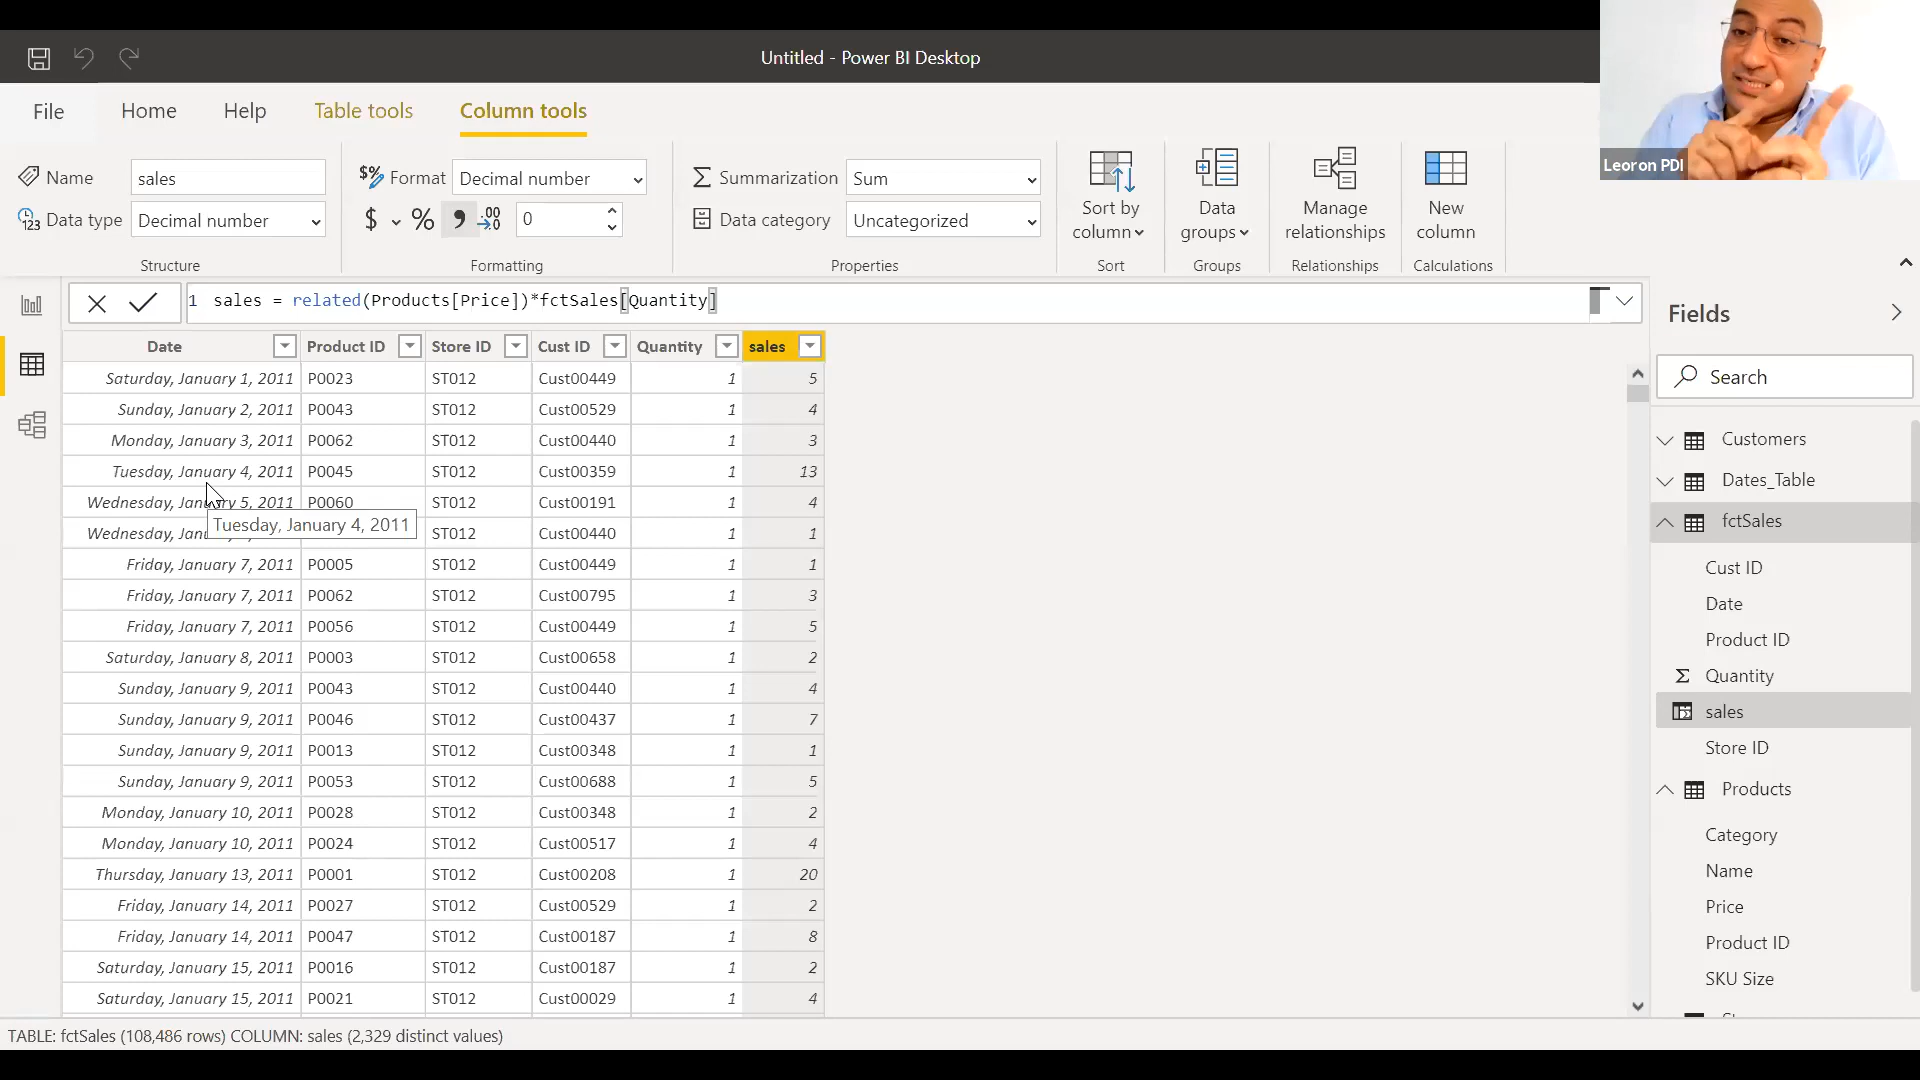 Untitled - Power BI Desktop
File Home Help Table tools Column tools
Leoron PDI
Name sales
Format Decimal number
Summarization Sum
Data type Decimal number
$ % 9 .00 0
Data category Uncategorized
Sort by column
Data groups
Manage relationships
New column
Structure Formatting Properties Sort Groups Relationships Calculations
1 sales = related(Products[Price])*fctSales[Quantity]
Date Product ID Store ID Cust ID Quantity sales
Saturday, January 1, 2011 P0023 ST012 Cust00449 1 5
Sunday, January 2, 2011 P0043 ST012 Cust00529 1 4
Monday, January 3, 2011 P0062 ST012 Cust00440 1 3
Tuesday, January 4, 2011 P0045 ST012 Cust00359 1 13
Wednesday, January 5, 2011 P0060 ST012 Cust00191 1 4
Tuesday, January 4, 2011
Wednesday, ST012 Cust00440 1 1
Friday, January 7, 2011 P0005 ST012 Cust00449 1 1
Friday, January 7, 2011 P0062 ST012 Cust00795 1 3
Friday, January 7, 2011 P0056 ST012 Cust00449 1 5
Saturday, January 8, 2011 P0003 ST012 Cust00658 1 2
Sunday, January 9, 2011 P0043 ST012 Cust00440 1 4
Sunday, January 9, 2011 P0046 ST012 Cust00437 1 7
Sunday, January 9, 2011 P0013 ST012 Cust00348 1 1
Sunday, January 9, 2011 P0053 ST012 Cust00688 1 5
Monday, January 10, 2011 P0028 ST012 Cust00348 1 2
Monday, January 10, 2011 P0024 ST012 Cust00517 1 4
Thursday, January 13, 2011 P0001 ST012 Cust00208 1 20
Friday, January 14, 2011 P0027 ST012 Cust00529 1 2
Friday, January 14, 2011 P0047 ST012 Cust00187 1 8
Saturday, January 15, 2011 P0016 ST012 Cust00187 1 2
Saturday, January 15, 2011 P0021 ST012 Cust00029 1 4
TABLE: fctSales (108,486 rows) COLUMN: sales (2,329 distinct values)
Fields
Search
Customers
Dates_Table
fctSales
Cust ID
Date
Product ID
Σ Quantity
sales
Store ID
Products
Category
Name
Price
Product ID
SKU Size